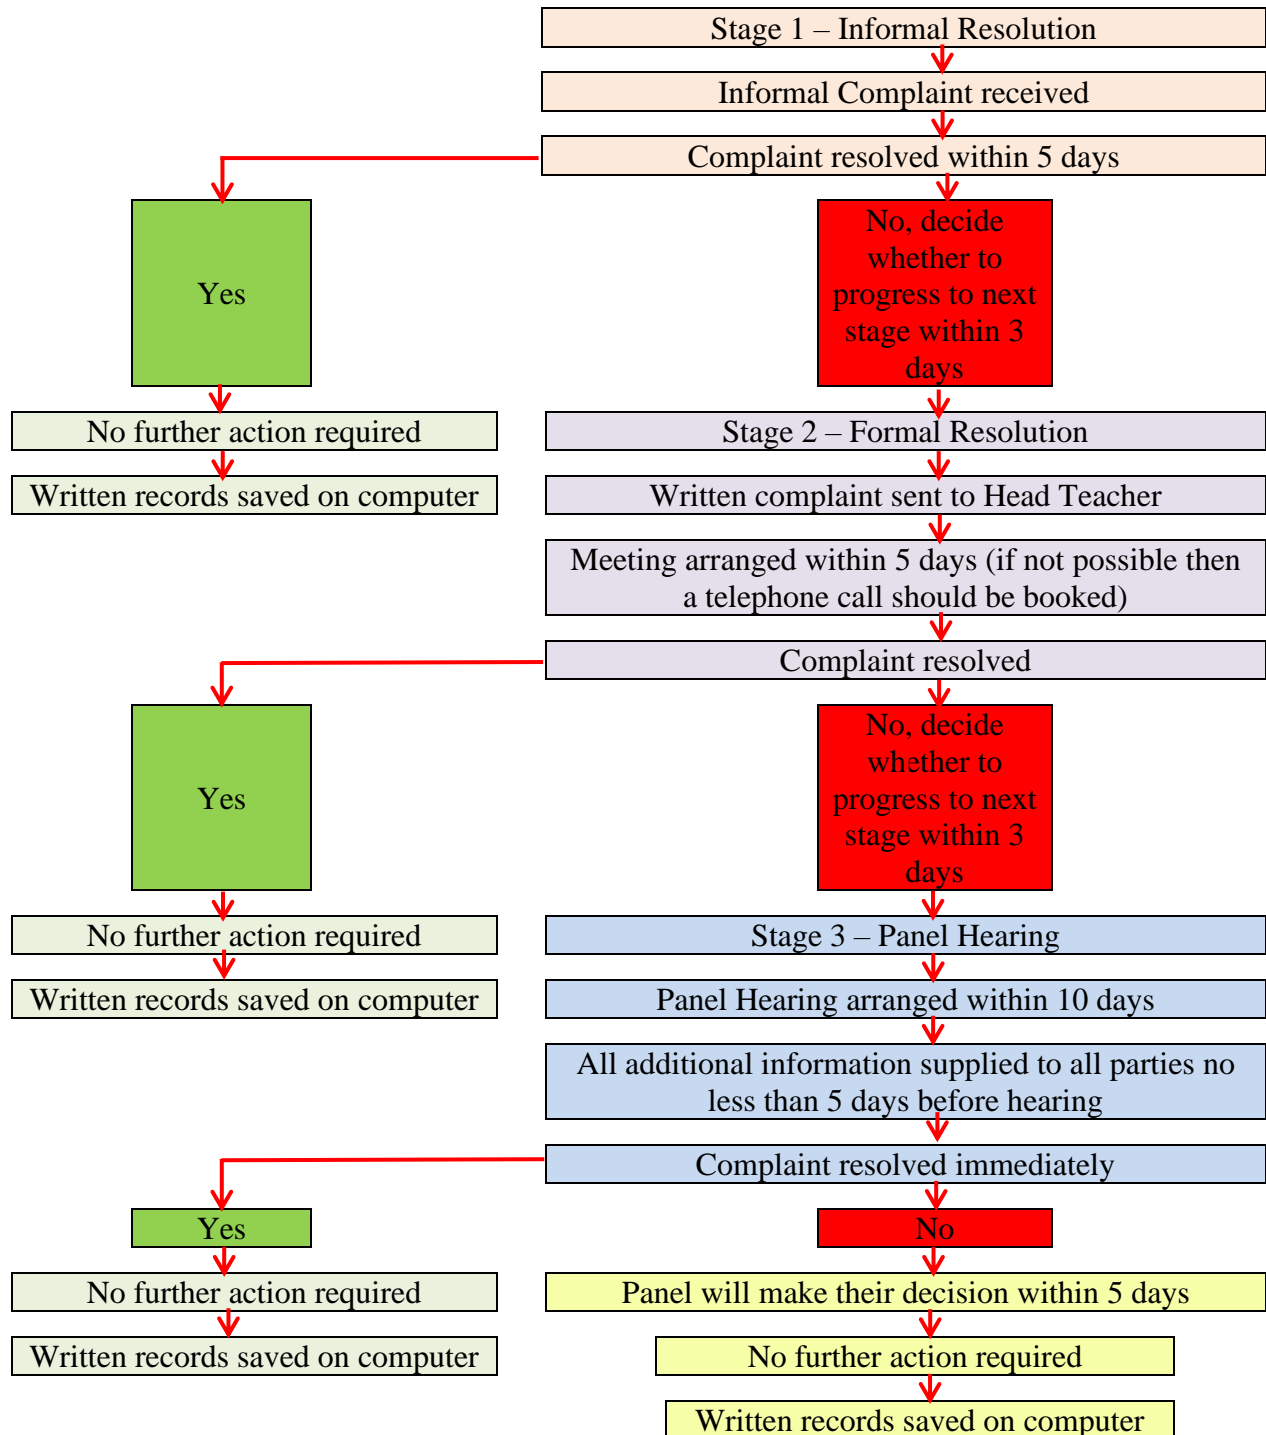 Stage 1 – Informal Resolution
Informal Complaint received
Complaint resolved within 5 days
Yes
No, decide
whether to
progress to next
stage within 3
days
No further action required
Stage 2 – Formal Resolution
Written records saved on computer
Written complaint sent to Head Teacher
Meeting arranged within 5 days (if not possible then
a telephone call should be booked)
Complaint resolved
Yes
No, decide
whether to
progress to next
stage within 3
days
No further action required
Stage 3 – Panel Hearing
Written records saved on computer
Panel Hearing arranged within 10 days
All additional information supplied to all parties no
less than 5 days before hearing
Complaint resolved immediately
Yes
No
No further action required
Panel will make their decision within 5 days
Written records saved on computer
No further action required
Written records saved on computer